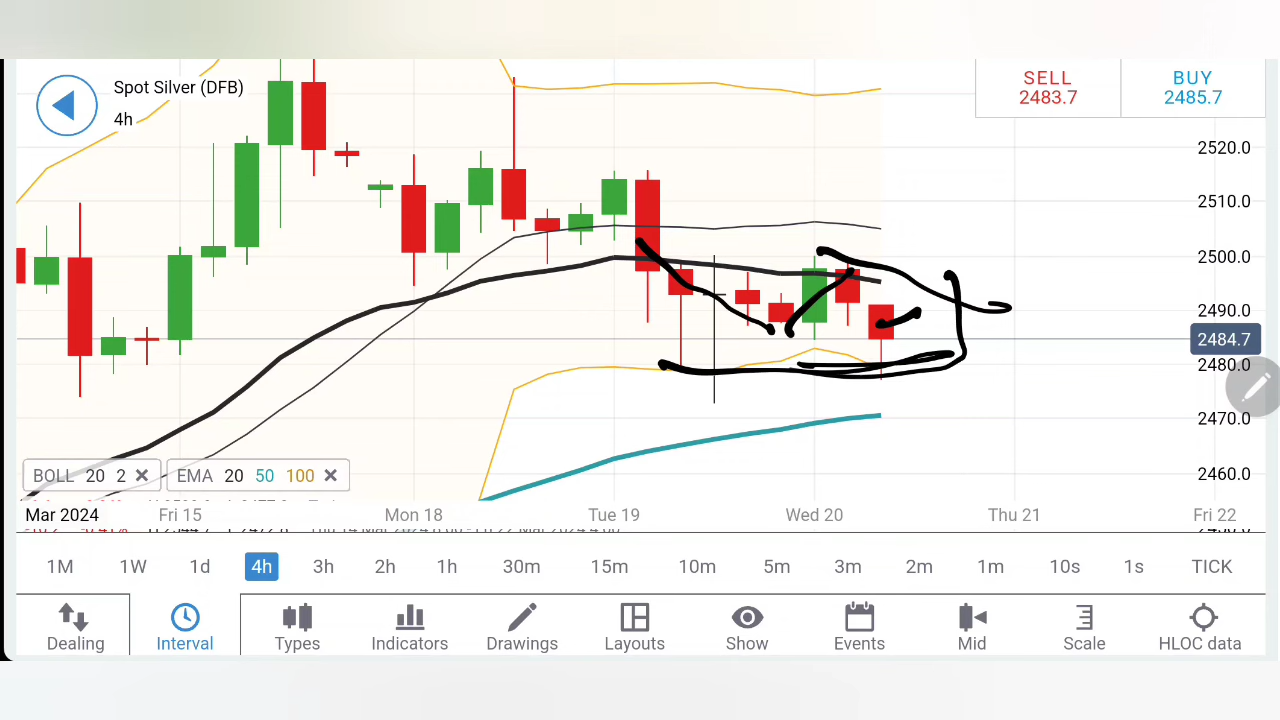 Spot Silver (DFB)
4h
SELL
2483.7
BUY
2485.7
2520.0
2510.0
2500.0
2490.0
2484.7
2480.0
2470.0
2460.0
BOLL 20 2 ✕
EMA 20 50 100 ✕
Mar 2024 Fri 15 Mon 18 Tue 19 Wed 20 Thu 21 Fri 22
1M 1W 1d 4h 3h 2h 1h 30m 15m 10m 5m 3m 2m 1m 10s 1s TICK
Dealing Interval Types Indicators Drawings Layouts Show Events Mid Scale HLOC data